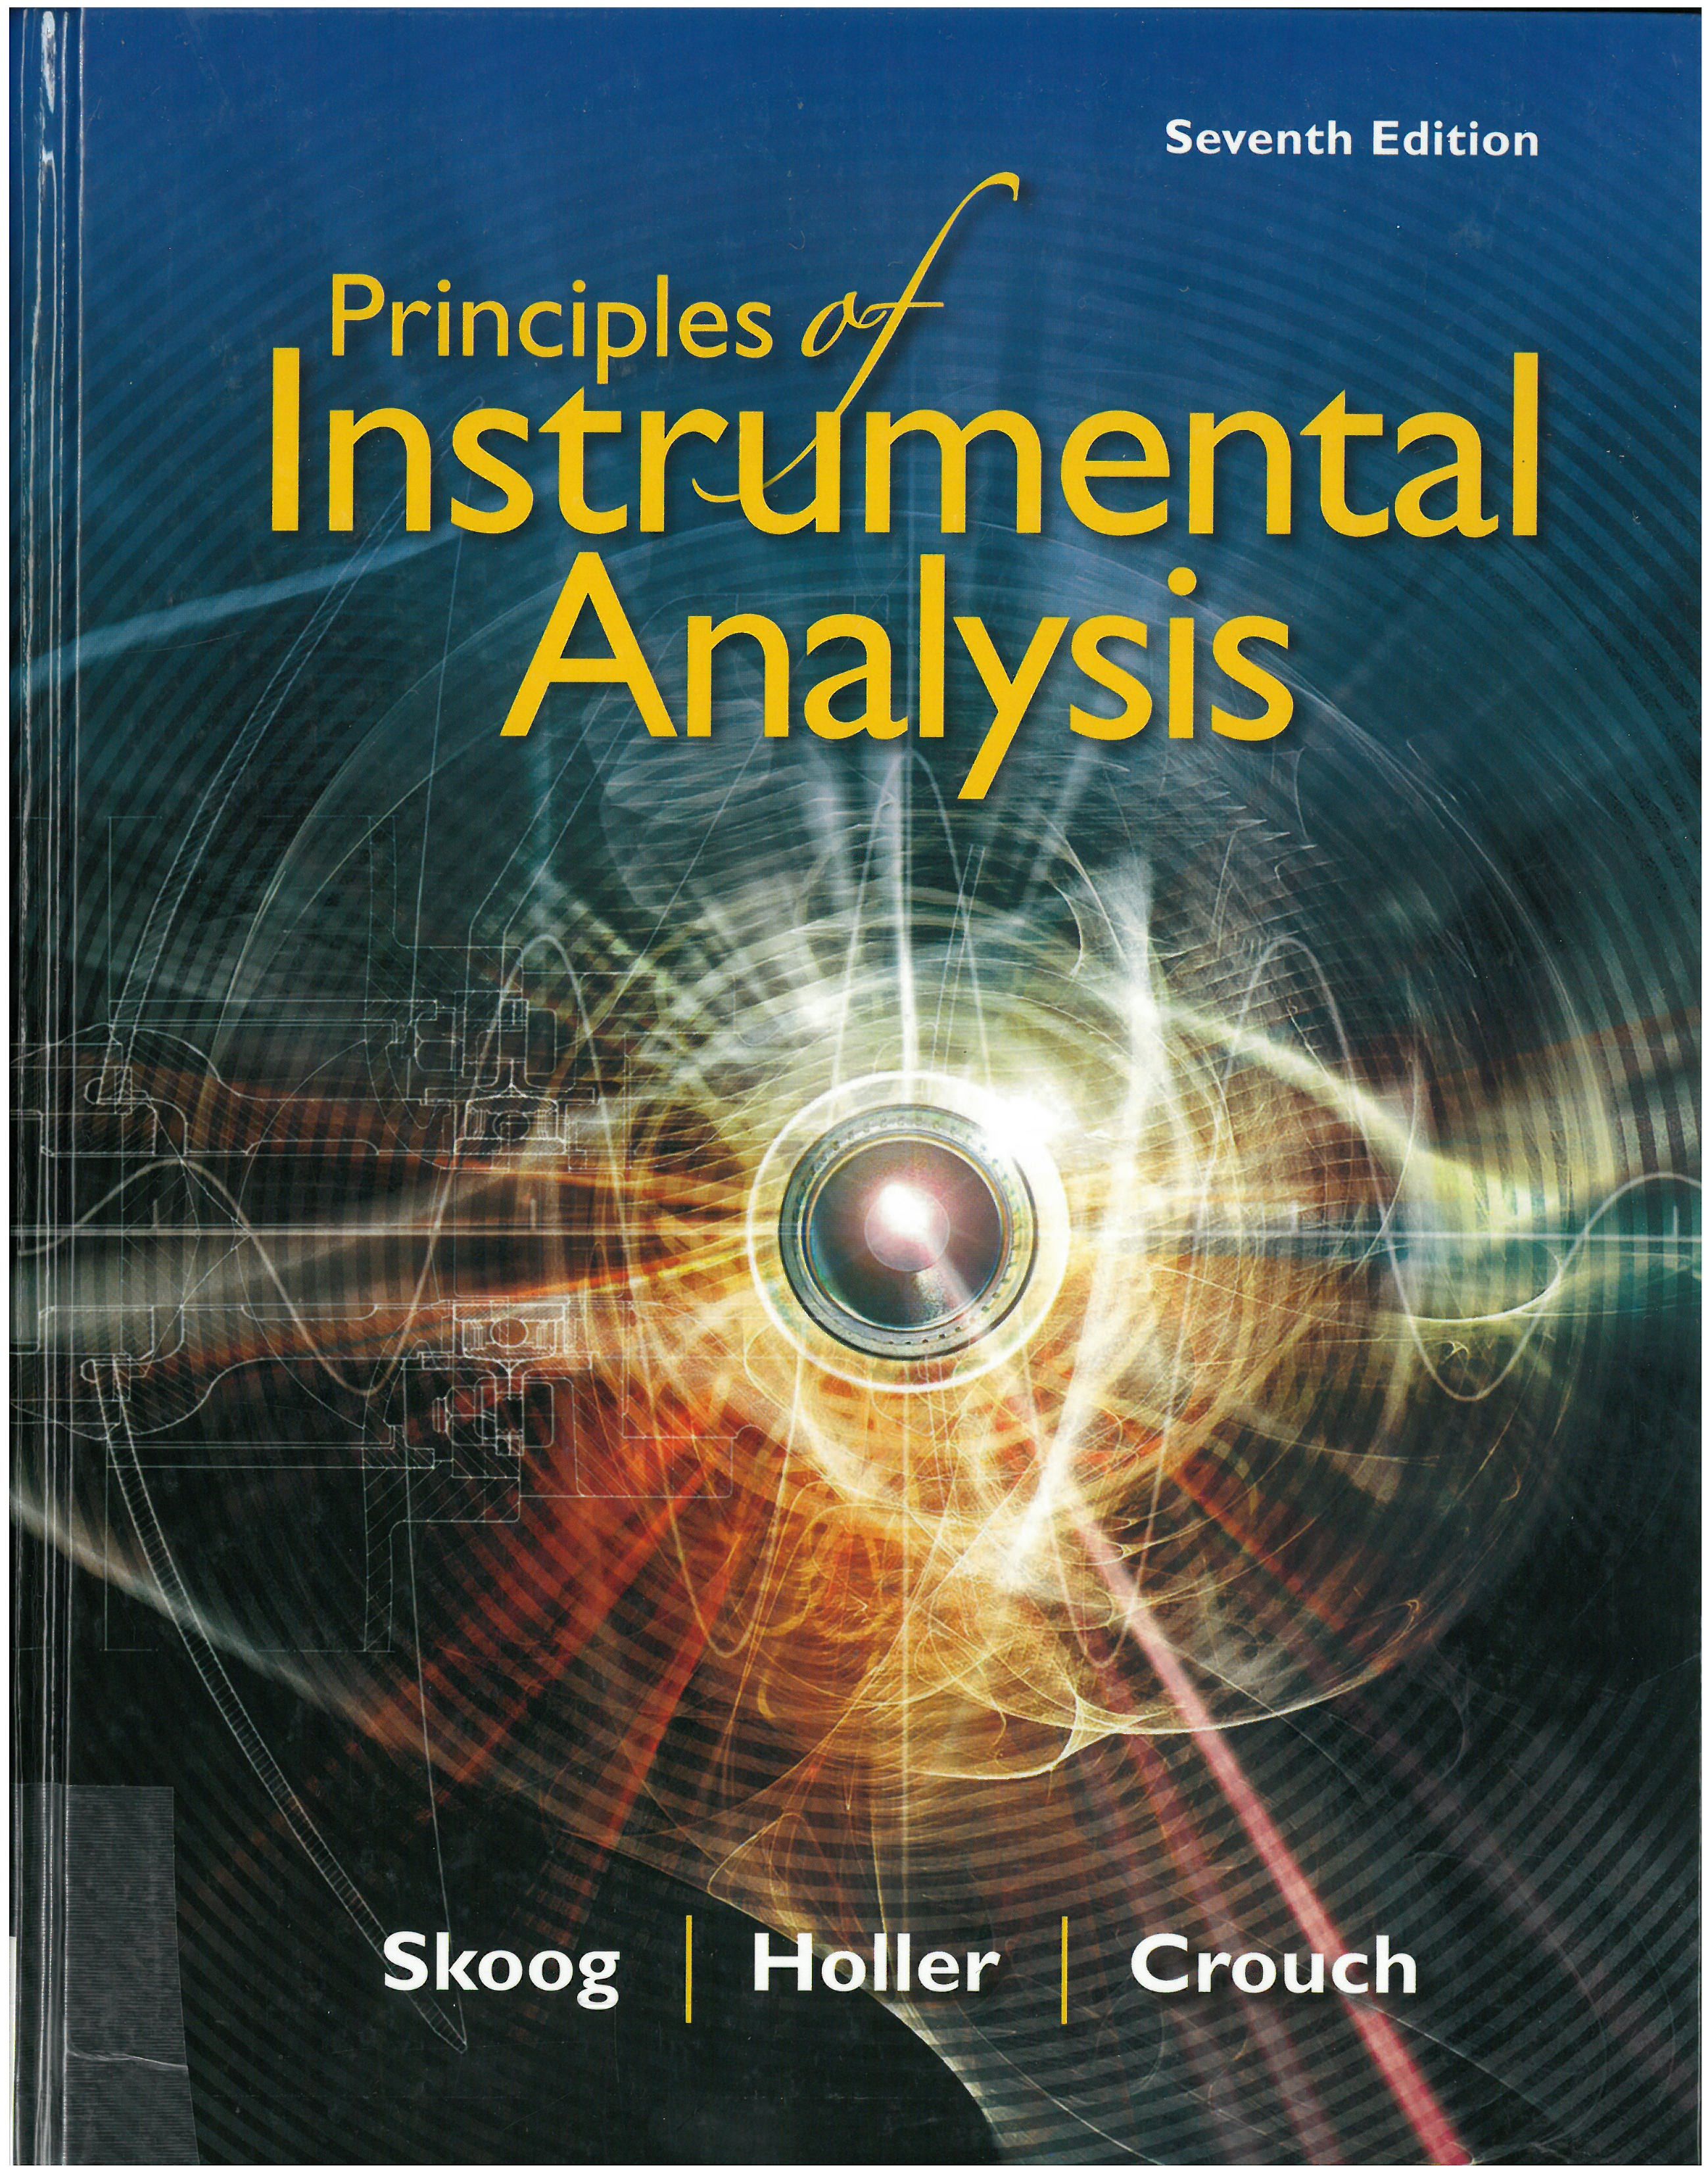 Seventh Edition
Principles of
Instrumental
Analysis
Skoog | Holler | Crouch